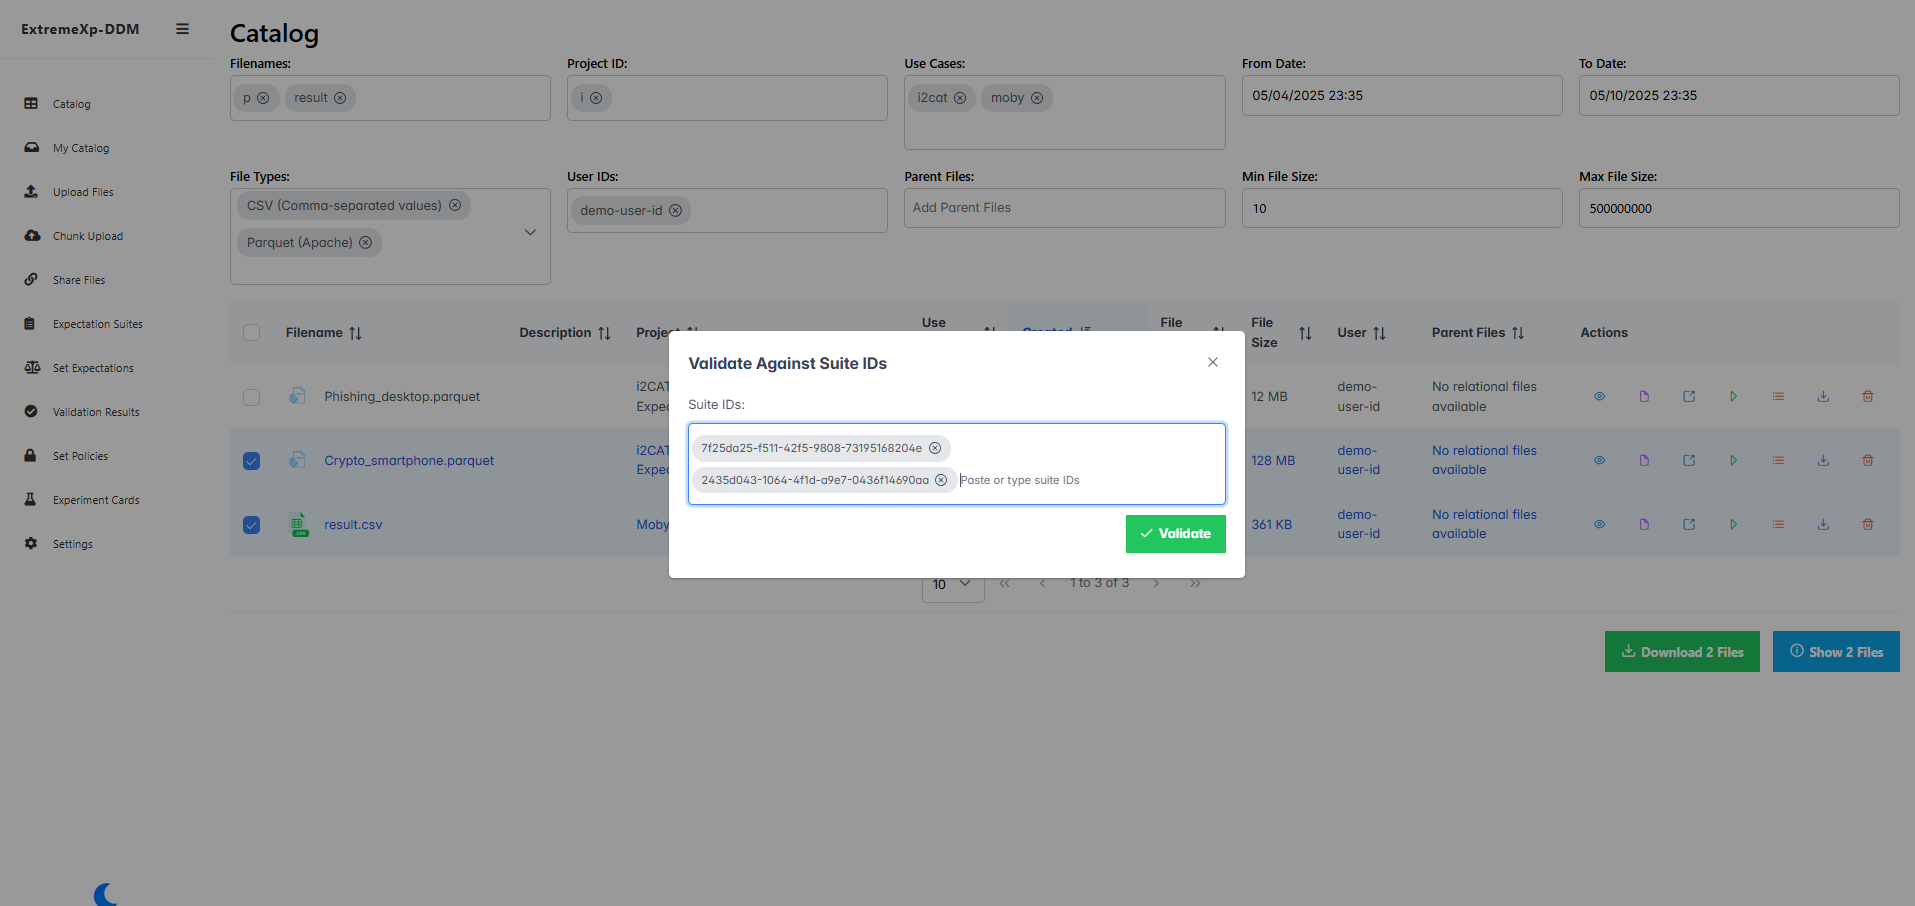 ExtremeXp-DDM
Catalog
My Catalog
Upload Files
Chunk Upload
Share Files
Expectation Suites
Set Expectations
Validation Results
Set Policies
Experiment Cards
Settings
Catalog
Filenames:
p
result
Project ID:
i
Use Cases:
i2cat
moby
From Date:
05/04/2025 23:35
To Date:
05/10/2025 23:35
File Types:
CSV (Comma-separated values)
Parquet (Apache)
User IDs:
demo-user-id
Parent Files:
Add Parent Files
Min File Size:
10
Max File Size:
500000000
Filename
Description
Project
Use
Created
File
File
Size
User
Parent Files
Actions
Phishing_desktop.parquet
i2CAT
Expe
12 MB
demo-
user-id
No relational files
available
Crypto_smartphone.parquet
i2CAT
Expe
128 MB
demo-
user-id
No relational files
available
result.csv
Moby
361 KB
demo-
user-id
No relational files
available
Validate Against Suite IDs
Suite IDs:
7f25da25-f511-42f5-9808-73195168204e
2435d043-1064-4f1d-a9e7-0436f14690aa
Paste or type suite IDs
Validate
10
1 to 3 of 3
Download 2 Files
Show 2 Files